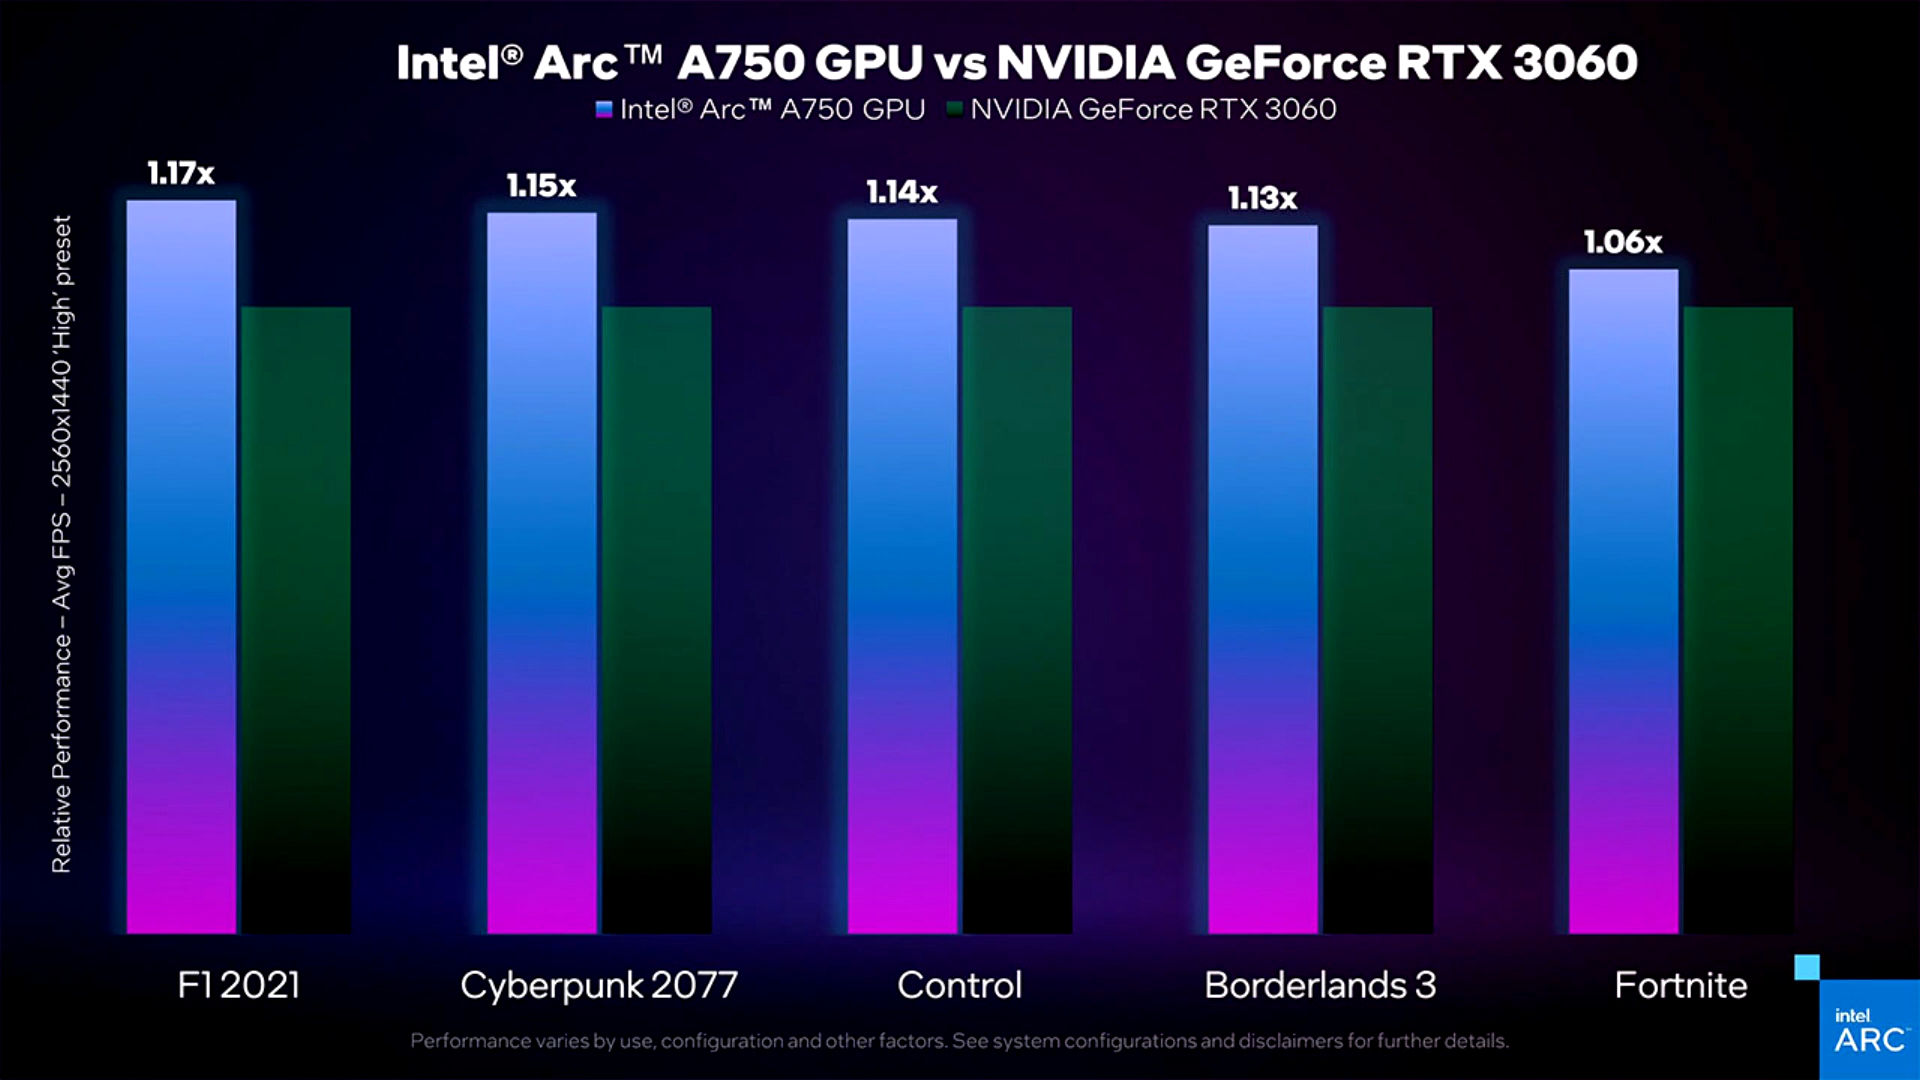 Intel® Arc™ A750 GPU vs NVIDIA GeForce RTX 3060
Intel® Arc™ A750 GPU NVIDIA GeForce RTX 3060
Relative Performance – Avg FPS – 2560x1440 'High' preset
1.17x
1.15x
1.14x
1.13x
1.06x
F1 2021
Cyberpunk 2077
Control
Borderlands 3
Fortnite
Performance varies by use, configuration and other factors. See system configurations and disclaimers for further details.
intel
ARC™